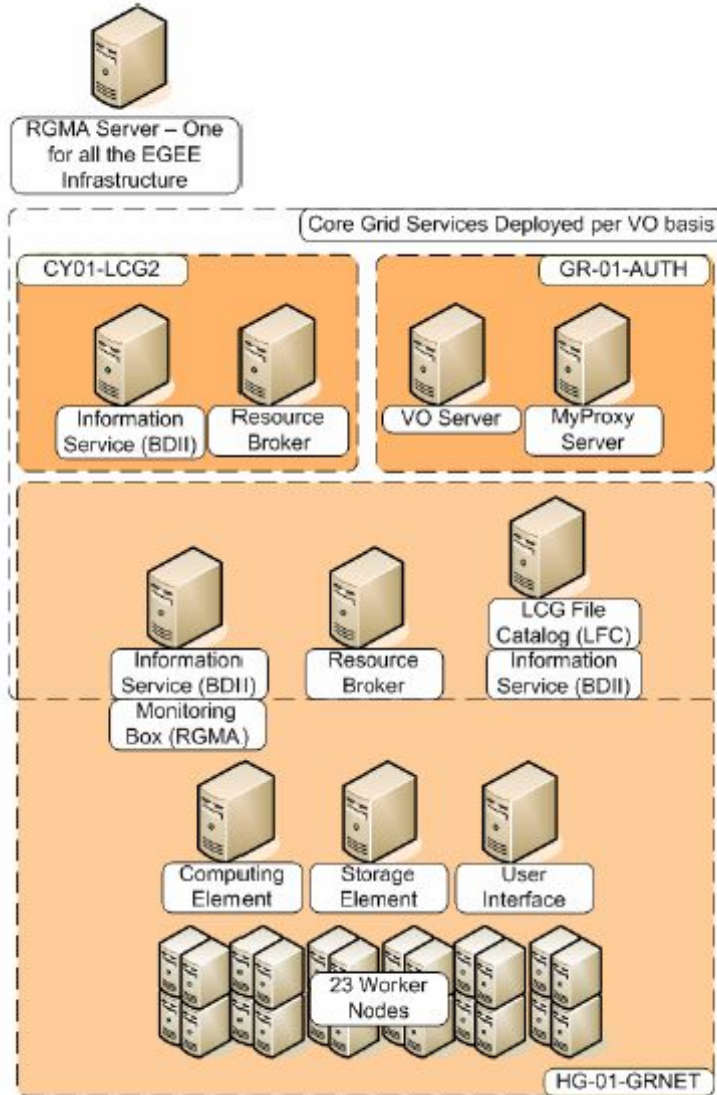 RGMA Server – One
for all the EGEE
Infrastructure
Core Grid Services Deployed per VO basis
CY01-LCG2
GR-01-AUTH
Information
Service (BDII)
Resource
Broker
VO Server
MyProxy
Server
Information
Service (BDII)
Monitoring
Box (RGMA)
Resource
Broker
LCG File
Catalog (LFC)
Information
Service (BDII)
Computing
Element
Storage
Element
User
Interface
23 Worker
Nodes
HG-01-GRNET